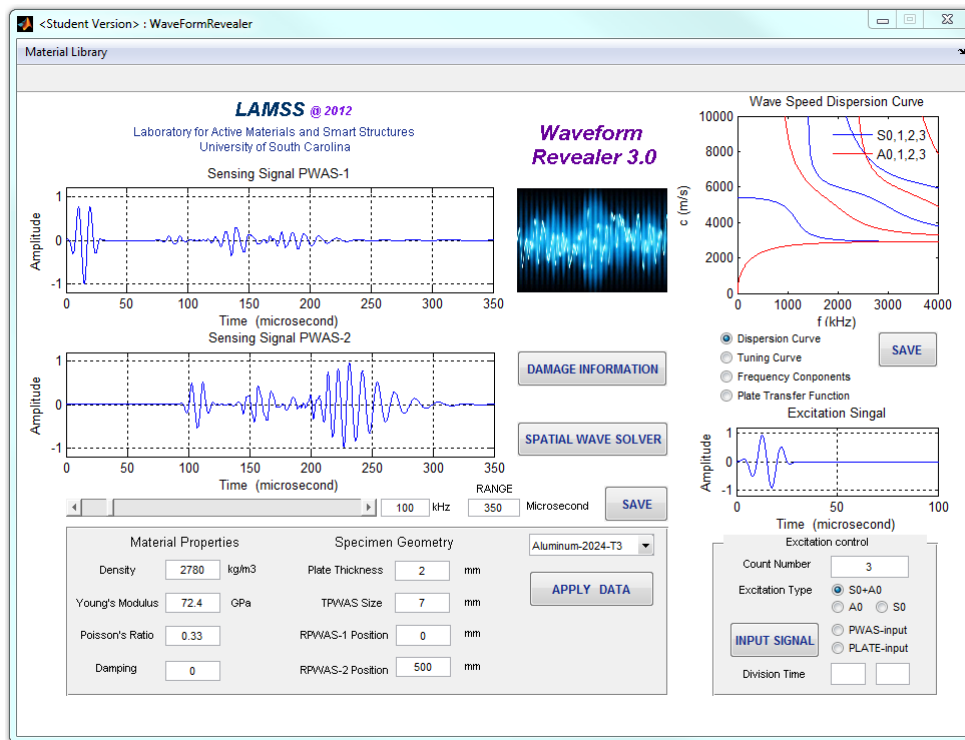 <Student Version> : WaveFormRevealer
Material Library
LAMSS @ 2012
Laboratory for Active Materials and Smart Structures
University of South Carolina
Waveform
Revealer 3.0
Sensing Signal PWAS-1
Amplitude
1
0
-1
0 50 100 150 200 250 300 350
Time (microsecond)
Sensing Signal PWAS-2
Amplitude
1
0
-1
0 50 100 150 200 250 300 350
Time (microsecond)
100 kHz
RANGE
350 Microsecond
SAVE
DAMAGE INFORMATION
SPATIAL WAVE SOLVER
Wave Speed Dispersion Curve
c (m/s)
10000
8000
6000
4000
2000
0
S0,1,2,3
A0,1,2,3
0 1000 2000 3000 4000
f (kHz)
Dispersion Curve
Tuning Curve
Frequency Components
Plate Transfer Function
SAVE
Excitation Singal
Amplitude
1
0
-1
0 50 100
Time (microsecond)
Material Properties
Density 2780 kg/m3
Young's Modulus 72.4 GPa
Poisson's Ratio 0.33
Damping 0
Specimen Geometry
Plate Thickness 2 mm
TPWAS Size 7 mm
RPWAS-1 Position 0 mm
RPWAS-2 Position 500 mm
Aluminum-2024-T3
APPLY DATA
Excitation control
Count Number 3
Excitation Type S0+A0
A0 S0
INPUT SIGNAL
PWAS-input
PLATE-input
Division Time